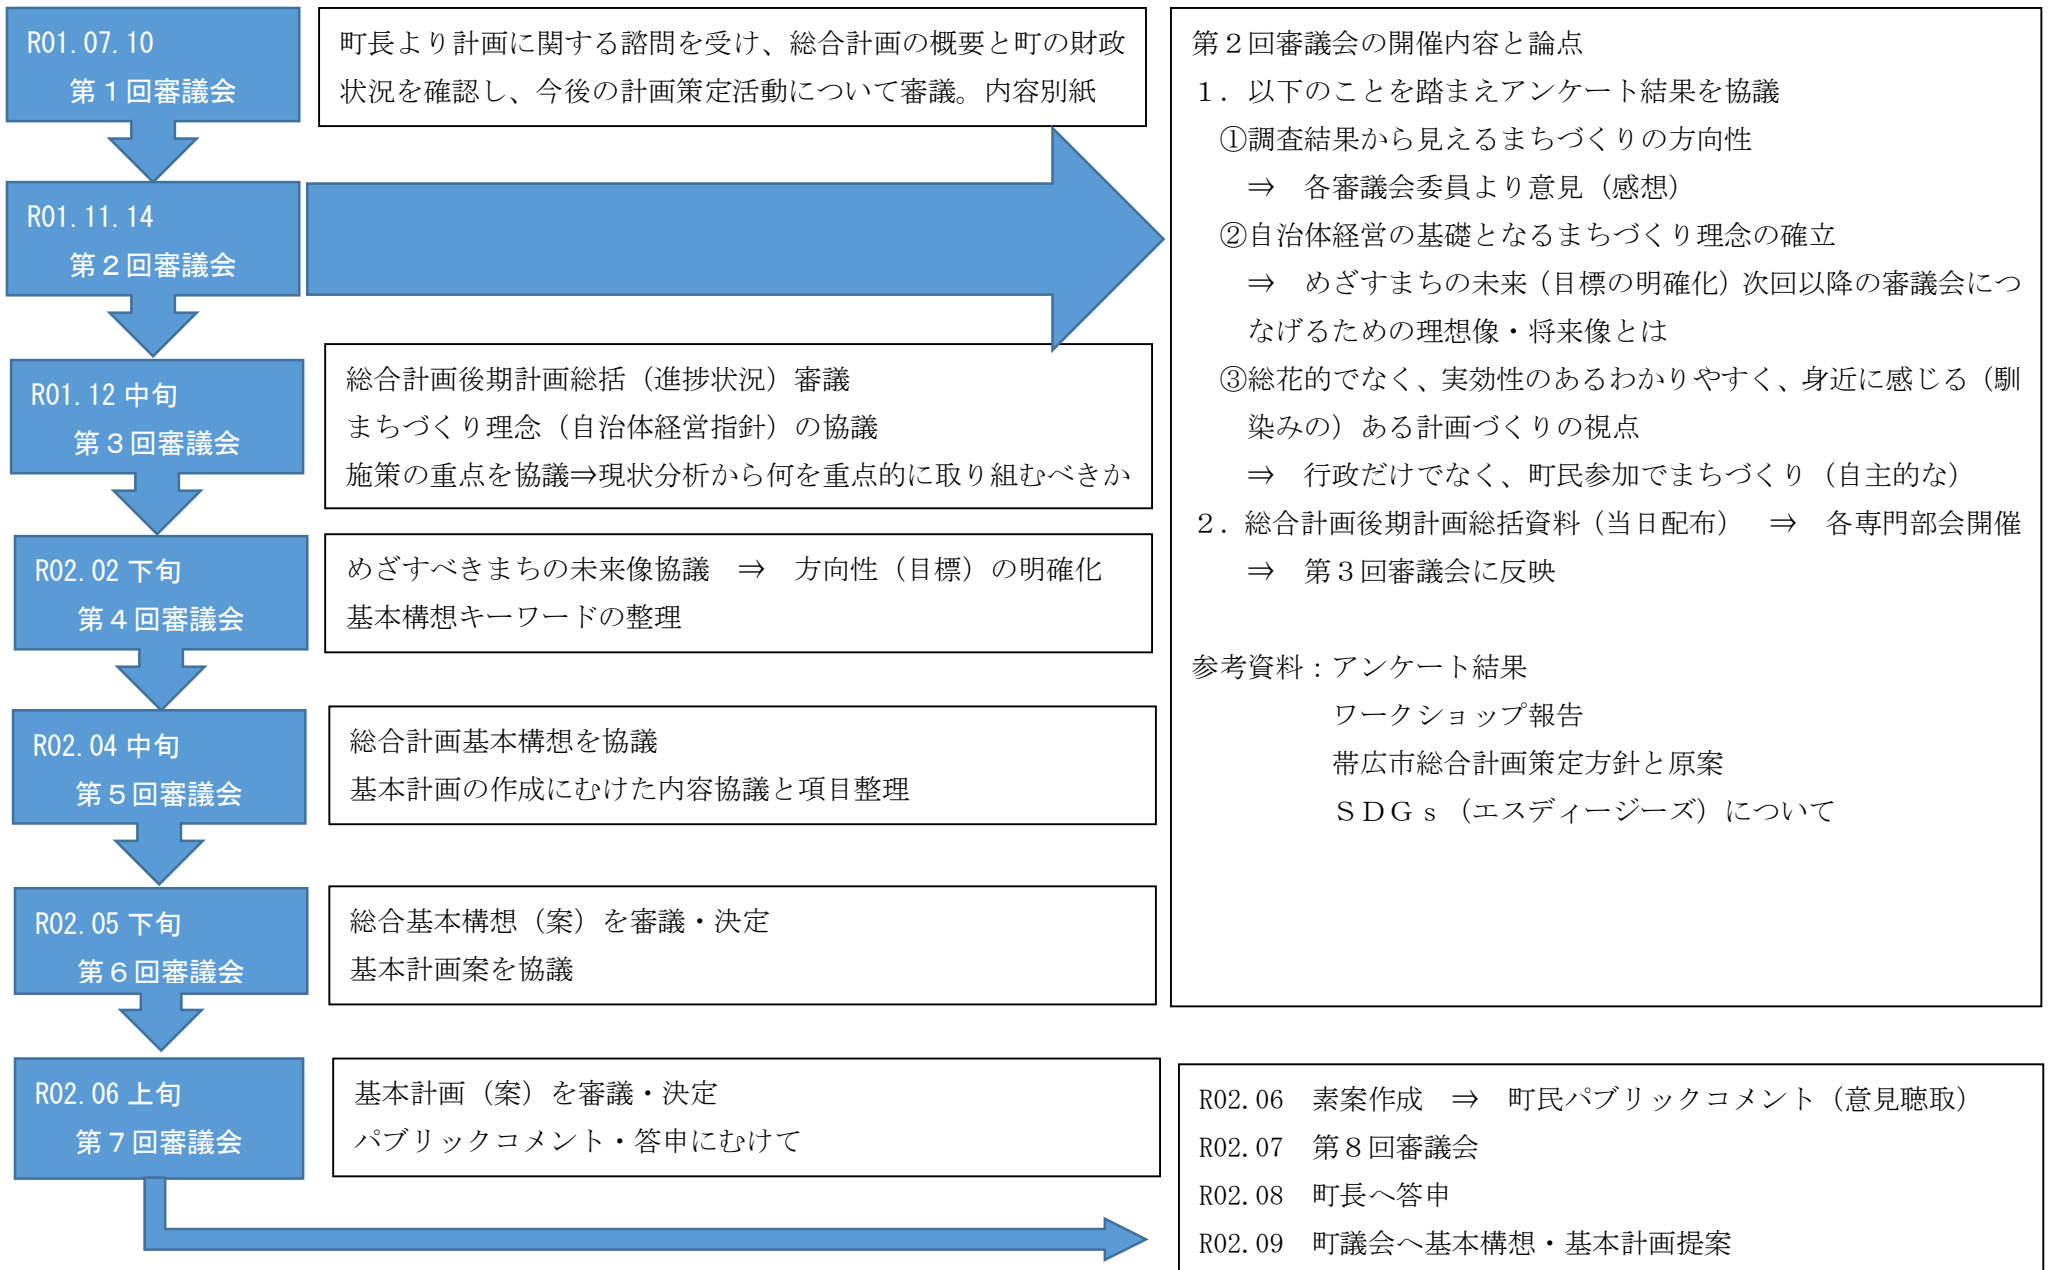 R01.07.10
第1回審議会
町長より計画に関する諮問を受け、総合計画の概要と町の財政
状況を確認し、今後の計画策定活動について審議。内容別紙
R01.11.14
第2回審議会
R01.12 中旬
第3回審議会
総合計画後期計画総括(進捗状況)審議
まちづくり理念(自治体経営指針)の協議
施策の重点を協議⇒現状分析から何を重点的に取り組むべきか
R02.02 下旬
第4回審議会
めざすべきまちの未来像協議 ⇒ 方向性(目標)の明確化
基本構想キーワードの整理
R02.04 中旬
第5回審議会
総合計画基本構想を協議
基本計画の作成にむけた内容協議と項目整理
R02.05 下旬
第6回審議会
総合基本構想(案)を審議・決定
基本計画案を協議
R02.06 上旬
第7回審議会
基本計画(案)を審議・決定
パブリックコメント・答申にむけて
第2回審議会の開催内容と論点
1.以下のことを踏まえアンケート結果を協議
①調査結果から見えるまちづくりの方向性
⇒ 各審議会委員より意見(感想)
②自治体経営の基礎となるまちづくり理念の確立
⇒ めざすまちの未来(目標の明確化)次回以降の審議会につ
なげるための理想像・将来像とは
③総花的でなく、実効性のあるわかりやすく、身近に感じる(馴
染みの)ある計画づくりの視点
⇒ 行政だけでなく、町民参加でまちづくり(自主的な)
2.総合計画後期計画総括資料(当日配布) ⇒ 各専門部会開催
⇒ 第3回審議会に反映
参考資料:アンケート結果
ワークショップ報告
帯広市総合計画策定方針と原案
SDGs(エスディージーズ)について
R02.06 素案作成 ⇒ 町民パブリックコメント(意見聴取)
R02.07 第8回審議会
R02.08 町長へ答申
R02.09 町議会へ基本構想・基本計画提案